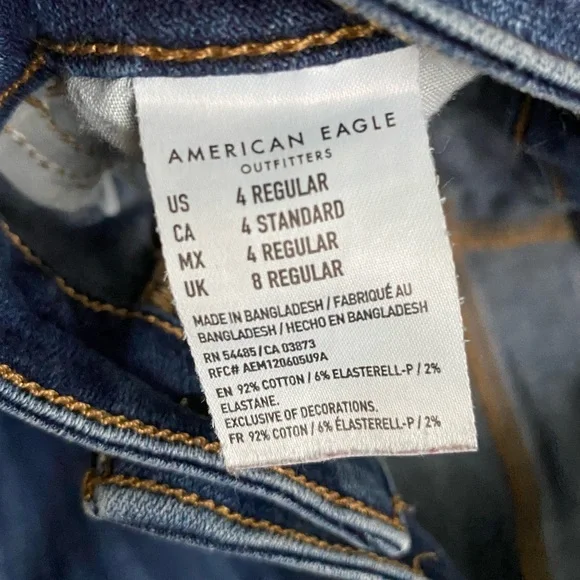 AMERICAN EAGLE
OUTFITTERS
US 4 REGULAR
CA 4 STANDARD
MX 4 REGULAR
UK 8 REGULAR
MADE IN BANGLADESH / FABRIQUÉ AU
BANGLADESH / HECHO EN BANGLADESH
RN 54485 / CA 03873
RFC# AEM120605U9A
EN 92% COTTON / 6% ELASTERELL-P / 2%
ELASTANE.
EXCLUSIVE OF DECORATIONS.
FR 92% COTON / 6% ÉLASTERELL-P / 2%